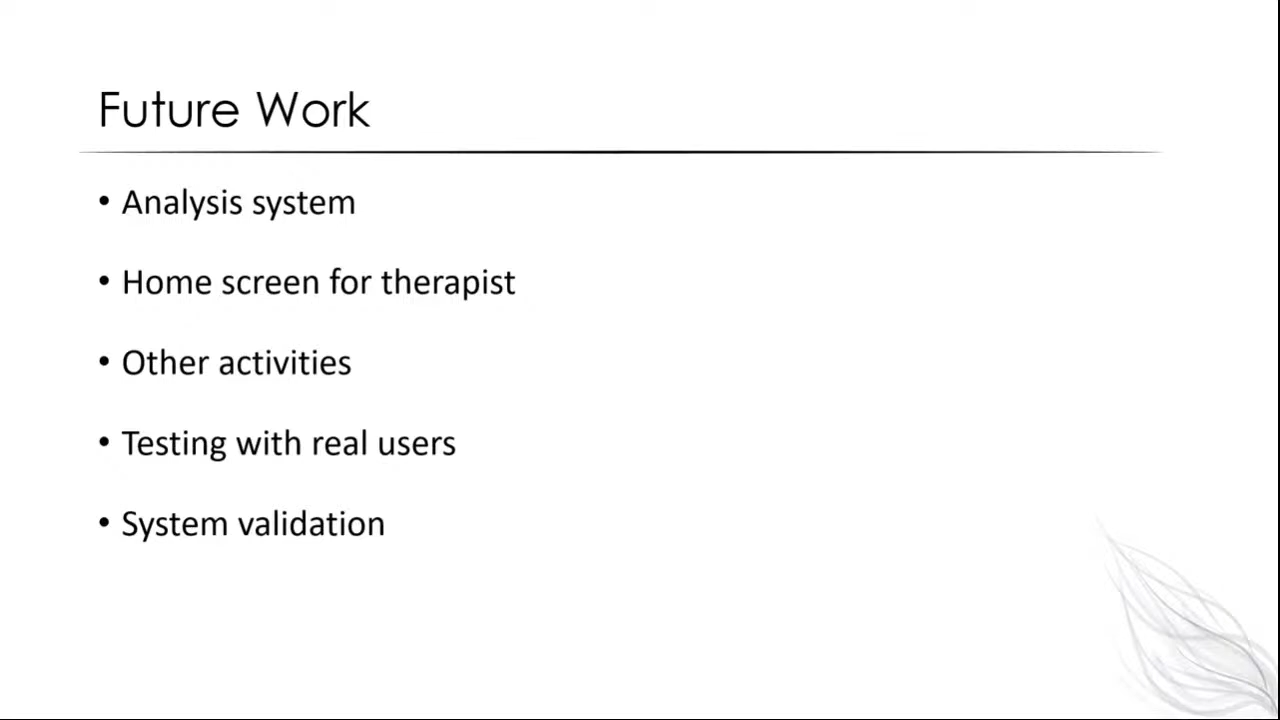 Future Work
• Analysis system
• Home screen for therapist
• Other activities
• Testing with real users
• System validation